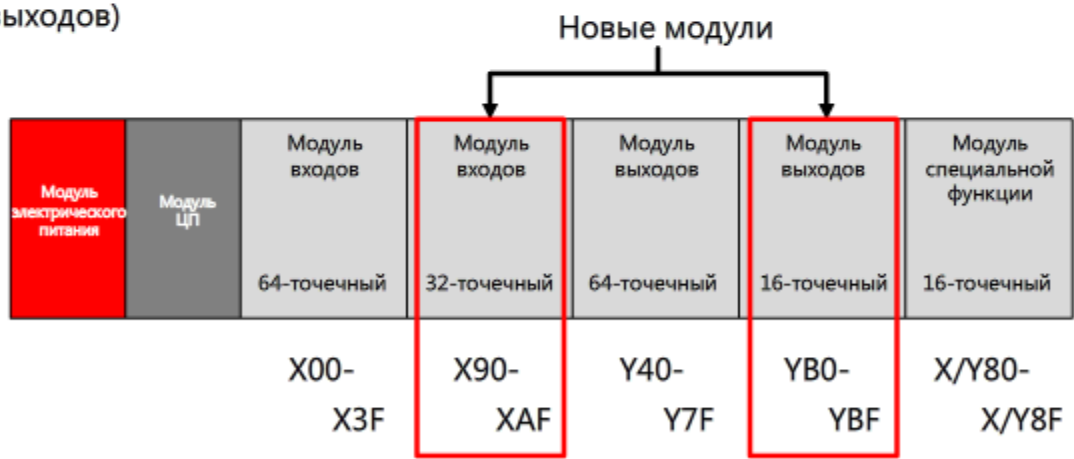 выходов)
Новые модули
Модуль
электрического
питания
Модуль
ЦП
Модуль
входов
64-точечный
Модуль
входов
32-точечный
Модуль
выходов
64-точечный
Модуль
выходов
16-точечный
Модуль
специальной
функции
16-точечный
X00-
X3F
X90-
XAF
Y40-
Y7F
YB0-
YBF
X/Y80-
X/Y8F